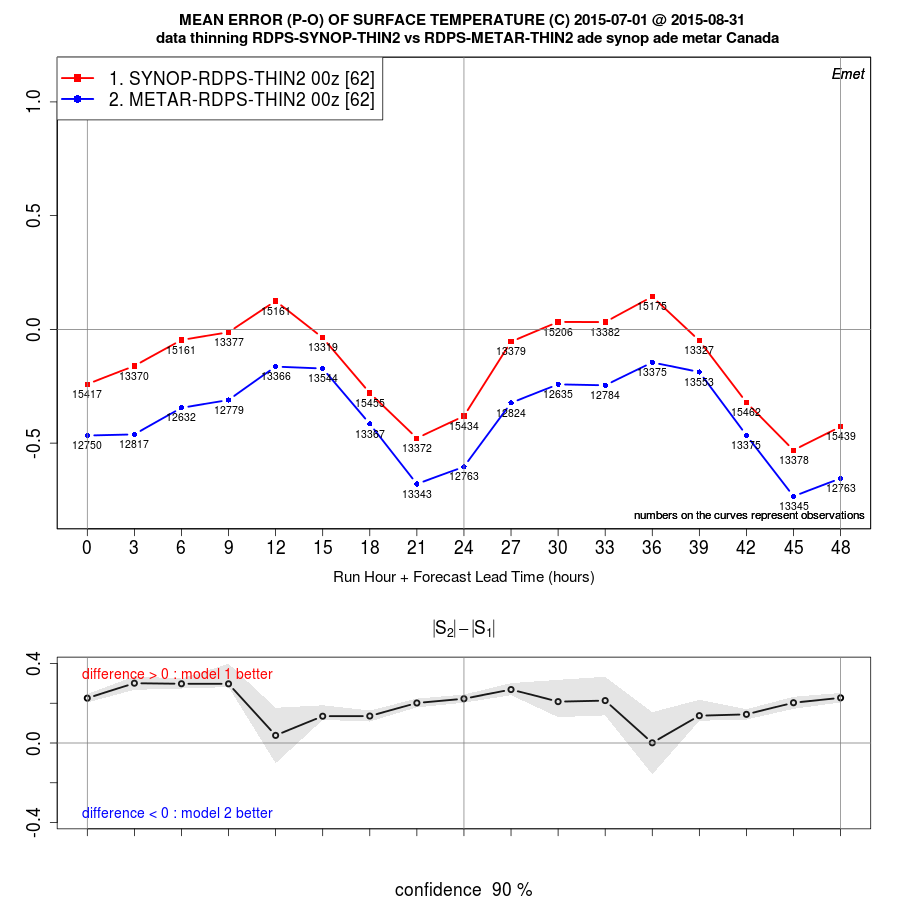 MEAN ERROR (P-O) OF SURFACE TEMPERATURE (C) 2015-07-01 @ 2015-08-31
data thinning RDPS-SYNOP-THIN2 vs RDPS-METAR-THIN2 ade synop ade metar Canada
Emet
1. SYNOP-RDPS-THIN2 00z [62]
2. METAR-RDPS-THIN2 00z [62]
1.0
0.5
0.0
-0.5
15417 13370 15161 13377 15161 13319 15455 13372 15434 13379 15206 13382 15175 13327 15462 13378 15439
12750 12817 12632 12779 13366 13544 13367 13343 12763 12824 12635 12784 13375 13553 13375 13345 12763
numbers on the curves represent observations
0 3 6 9 12 15 18 21 24 27 30 33 36 39 42 45 48
Run Hour + Forecast Lead Time (hours)
|S2|−|S1|
0.4
0.0
-0.4
difference > 0 : model 1 better
difference < 0 : model 2 better
confidence 90 %